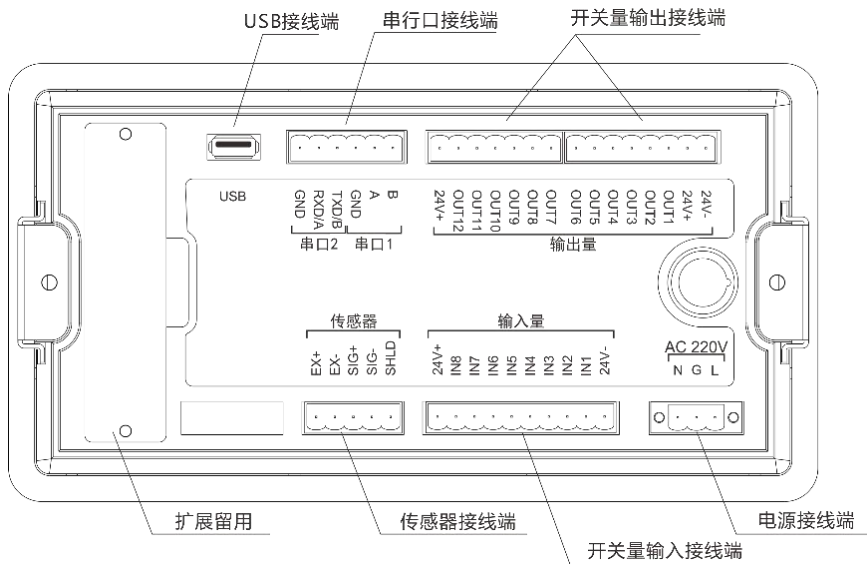 USB接线端
串行口接线端
开关量输出接线端
USB
GND
RXD/A
TXD/B
GND
A
B
串口2
串口1
24V+
OUT12
OUT11
OUT10
OUT9
OUT8
OUT7
OUT6
OUT5
OUT4
OUT3
OUT2
OUT1
24V+
24V-
输出量
传感器
EX+
EX-
SIG+
SIG-
SHLD
输入量
24V+
IN8
IN7
IN6
IN5
IN4
IN3
IN2
IN1
24V-
AC 220V
N G L
扩展留用
传感器接线端
电源接线端
开关量输入接线端